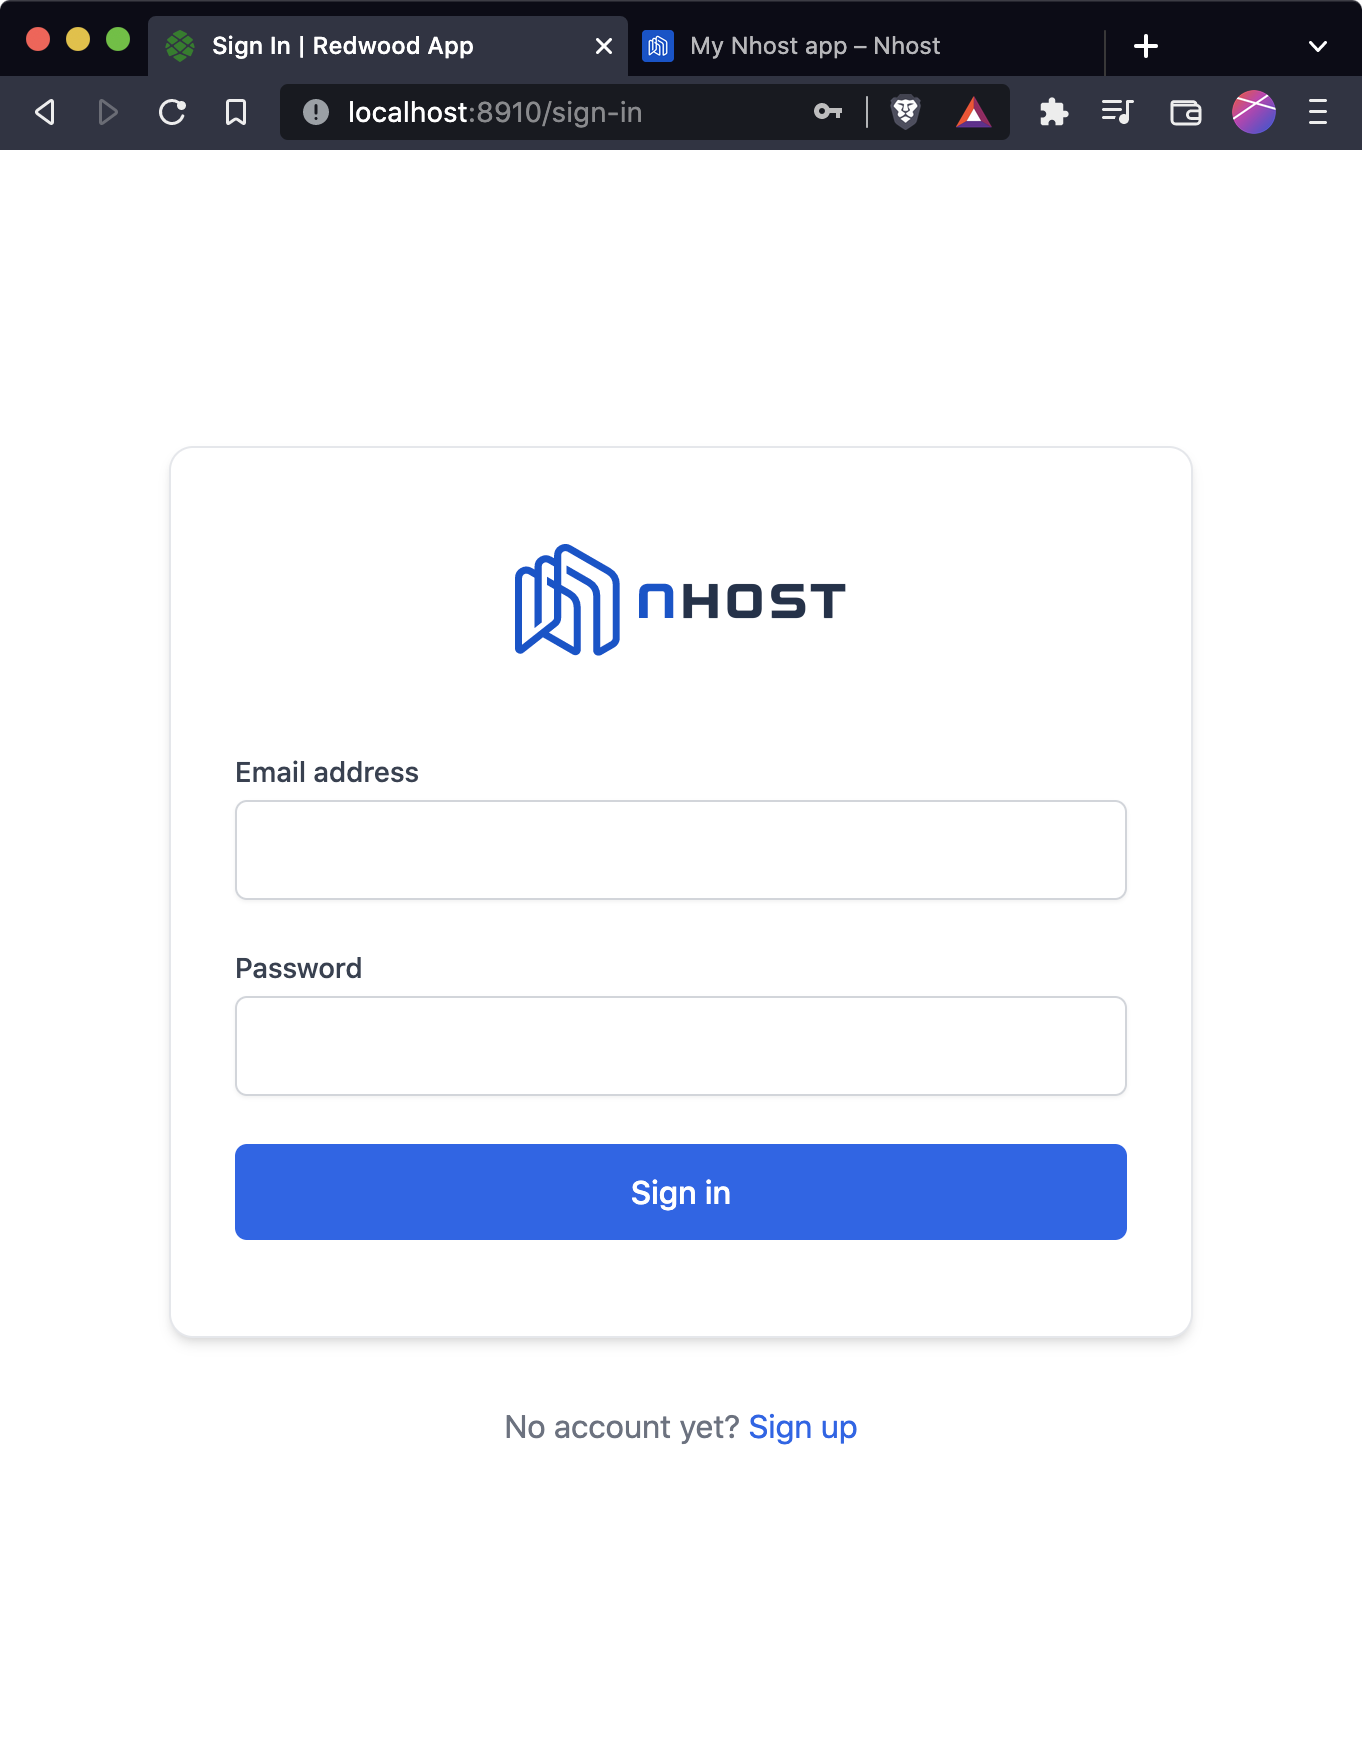 Sign In | Redwood App
My Nhost app – Nhost
localhost:8910/sign-in
nHOST
Email address
Password
Sign in
No account yet? Sign up